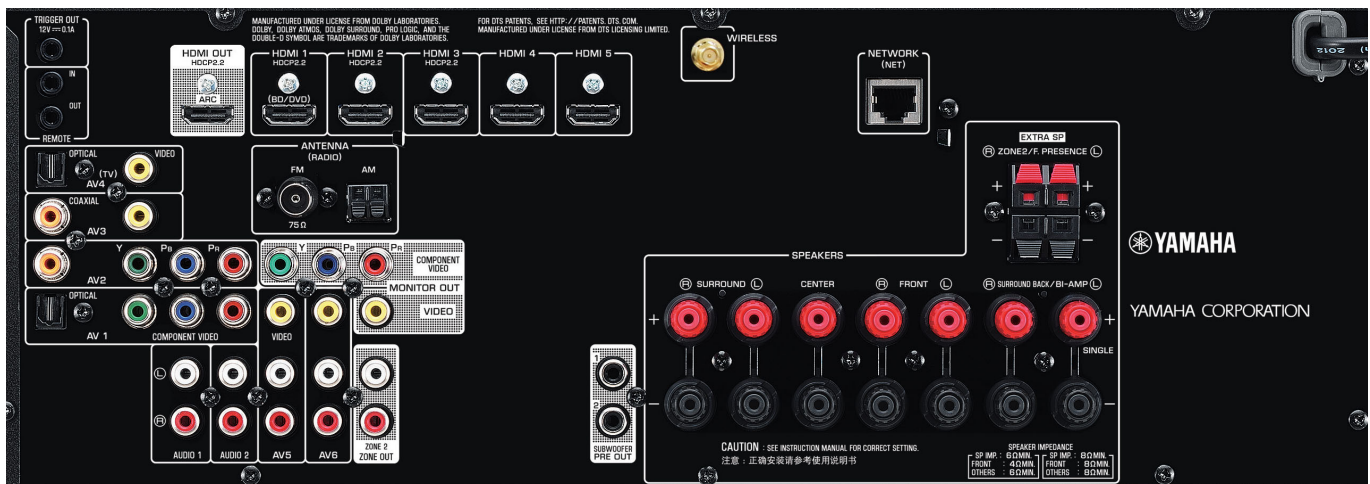 TRIGGER OUT
12V⎓0.1A
IN
OUT
REMOTE
MANUFACTURED UNDER LICENSE FROM DOLBY LABORATORIES.
DOLBY, DOLBY ATMOS, DOLBY SURROUND, PRO LOGIC, AND THE
DOUBLE-D SYMBOL ARE TRADEMARKS OF DOLBY LABORATORIES.
FOR DTS PATENTS, SEE HTTP://PATENTS.DTS.COM.
MANUFACTURED UNDER LICENSE FROM DTS LICENSING LIMITED.
HDMI OUT
HDCP2.2
ARC
HDMI 1
HDCP2.2
(BD/DVD)
HDMI 2
HDCP2.2
HDMI 3
HDCP2.2
HDMI 4
HDMI 5
WIRELESS
NETWORK
(NET)
2012
OPTICAL
(TV)
VIDEO
AV4
COAXIAL
AV3
ANTENNA
(RADIO)
FM
AM
75Ω
EXTRA SP
Ⓡ ZONE2/F. PRESENCE Ⓛ
+ +
− −
YAMAHA
YAMAHA CORPORATION
Y PB PR
AV2
OPTICAL
AV 1
COMPONENT VIDEO
Y PB PR
COMPONENT
VIDEO
MONITOR OUT
VIDEO
VIDEO
Ⓛ
Ⓡ
AUDIO 1
AUDIO 2
AV5
AV6
ZONE 2
ZONE OUT
1
2
SUBWOOFER
PRE OUT
SPEAKERS
Ⓡ SURROUND Ⓛ
CENTER
Ⓡ FRONT Ⓛ
Ⓡ SURROUND BACK/BI-AMP Ⓛ
+ +
SINGLE
− −
CAUTION : SEE INSTRUCTION MANUAL FOR CORRECT SETTING.
注意 : 正确安装请参考使用说明书
SPEAKER IMPEDANCE
SP IMP. : 6ΩMIN.
FRONT : 4ΩMIN.
OTHERS : 6ΩMIN.
SP IMP. : 8ΩMIN.
FRONT : 8ΩMIN.
OTHERS : 8ΩMIN.